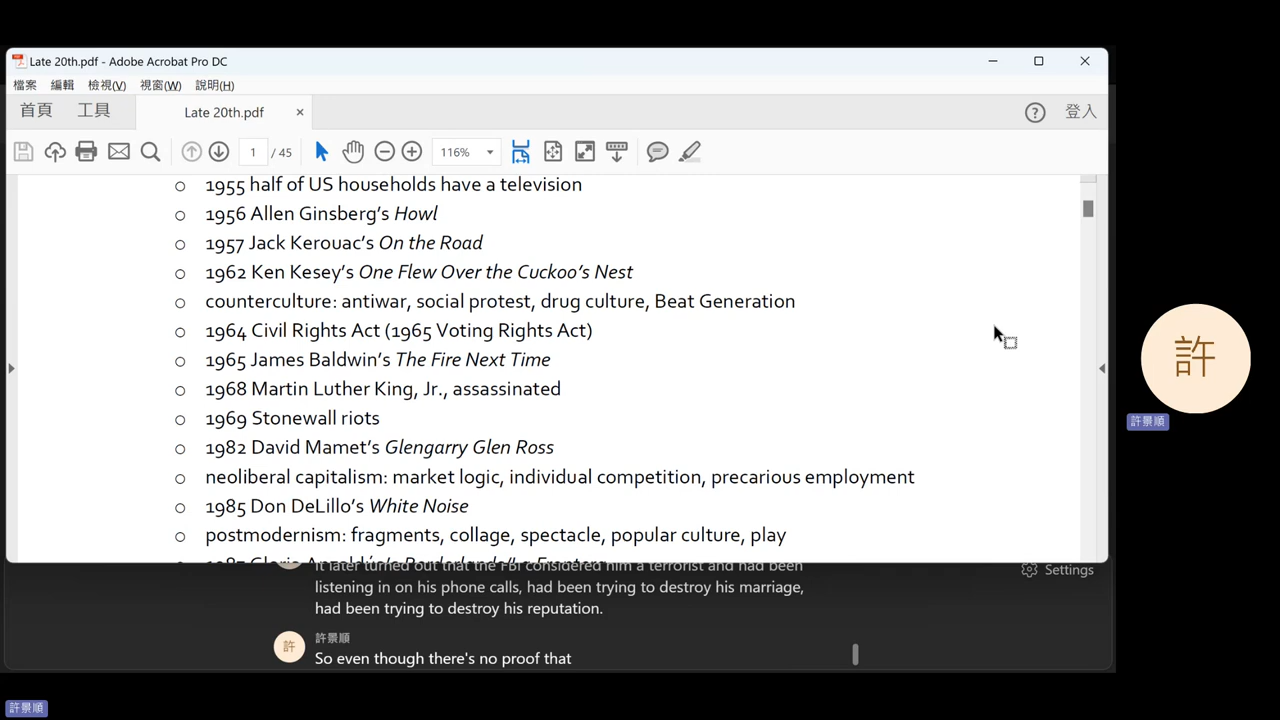 Late 20th.pdf - Adobe Acrobat Pro DC
檔案 編輯 檢視(V) 視窗(W) 說明(H)
首頁 工具 Late 20th.pdf × ? 登入
1 / 45 116%
○ 1955 half of US households have a television
○ 1956 Allen Ginsberg's Howl
○ 1957 Jack Kerouac's On the Road
○ 1962 Ken Kesey's One Flew Over the Cuckoo's Nest
○ counterculture: antiwar, social protest, drug culture, Beat Generation
○ 1964 Civil Rights Act (1965 Voting Rights Act)
○ 1965 James Baldwin's The Fire Next Time
○ 1968 Martin Luther King, Jr., assassinated
○ 1969 Stonewall riots
○ 1982 David Mamet's Glengarry Glen Ross
○ neoliberal capitalism: market logic, individual competition, precarious employment
○ 1985 Don DeLillo's White Noise
○ postmodernism: fragments, collage, spectacle, popular culture, play
It later turned out that the FBI considered him a terrorist and had been
listening in on his phone calls, had been trying to destroy his marriage,
had been trying to destroy his reputation.
Settings
許
許景順
So even though there's no proof that
許
許景順
許景順